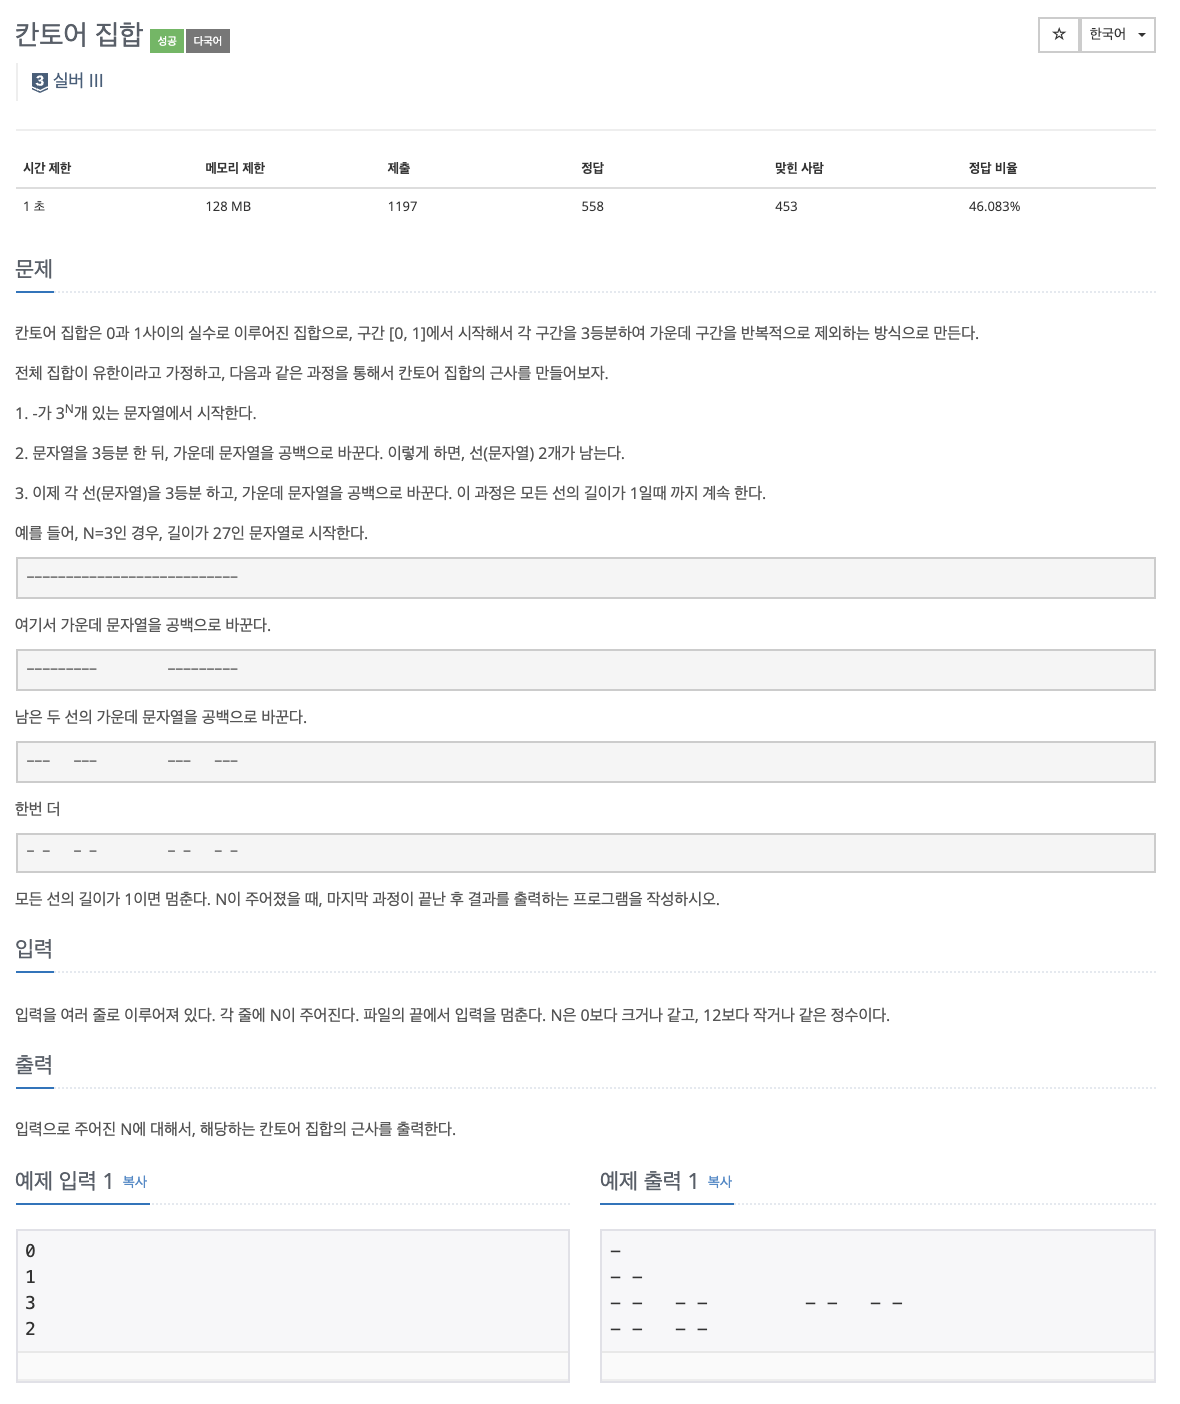 칸토어 집합 성공 다국어
☆ 한국어
3 실버 III
시간 제한 메모리 제한 제출 정답 맞힌 사람 정답 비율
1 초 128 MB 1197 558 453 46.083%
문제
칸토어 집합은 0과 1사이의 실수로 이루어진 집합으로, 구간 [0, 1]에서 시작해서 각 구간을 3등분하여 가운데 구간을 반복적으로 제외하는 방식으로 만든다.
전체 집합이 유한이라고 가정하고, 다음과 같은 과정을 통해서 칸토어 집합의 근사를 만들어보자.
1. -가 3^N개 있는 문자열에서 시작한다.
2. 문자열을 3등분 한 뒤, 가운데 문자열을 공백으로 바꾼다. 이렇게 하면, 선(문자열) 2개가 남는다.
3. 이제 각 선(문자열)을 3등분 하고, 가운데 문자열을 공백으로 바꾼다. 이 과정은 모든 선의 길이가 1일때 까지 계속 한다.
예를 들어, N=3인 경우, 길이가 27인 문자열로 시작한다.
---------------------------
여기서 가운데 문자열을 공백으로 바꾼다.
---------         ---------
남은 두 선의 가운데 문자열을 공백으로 바꾼다.
---   ---         ---   ---
한번 더
- -   - -         - -   - -
모든 선의 길이가 1이면 멈춘다. N이 주어졌을 때, 마지막 과정이 끝난 후 결과를 출력하는 프로그램을 작성하시오.
입력
입력을 여러 줄로 이루어져 있다. 각 줄에 N이 주어진다. 파일의 끝에서 입력을 멈춘다. N은 0보다 크거나 같고, 12보다 작거나 같은 정수이다.
출력
입력으로 주어진 N에 대해서, 해당하는 칸토어 집합의 근사를 출력한다.
예제 입력 1 복사
0
1
3
2
예제 출력 1 복사
-
- -
- -   - -         - -   - -
- -   - -